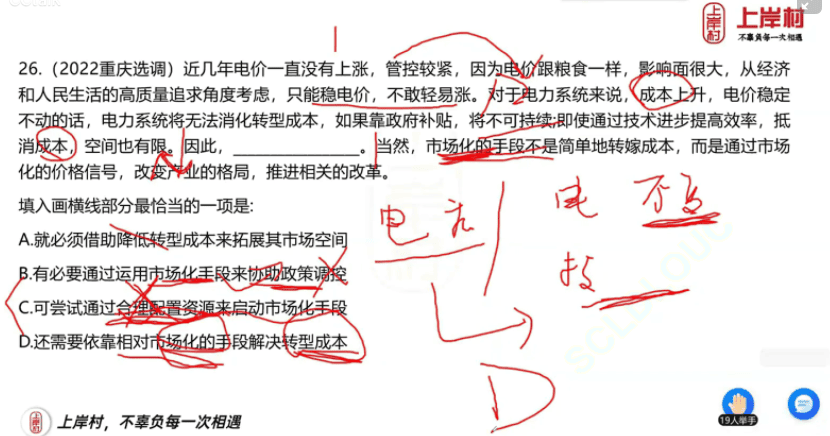 上岸村
上岸村
不辜负每一次相遇
26.（2022重庆选调）近几年电价一直没有上涨，管控较紧，因为电价跟粮食一样，影响面很大，从经济
和人民生活的高质量追求角度考虑，只能稳电价，不敢轻易涨。对于电力系统来说，成本上升，电价稳定
不动的话，电力系统将无法消化转型成本，如果靠政府补贴，将不可持续;即使通过技术进步提高效率，抵
消成本，空间也有限。因此，____________。当然，市场化的手段不是简单地转嫁成本，而是通过市场
化的价格信号，改变产业的格局，推进相关的改革。
填入画横线部分最恰当的一项是:
A.就必须借助降低转型成本来拓展其市场空间
B.有必要通过运用市场化手段来协助政策调控
C.可尝试通过合理配置资源来启动市场化手段
D.还需要依靠相对市场化的手段解决转型成本
电
电
技
D
上岸村，不辜负每一次相遇
19人举手